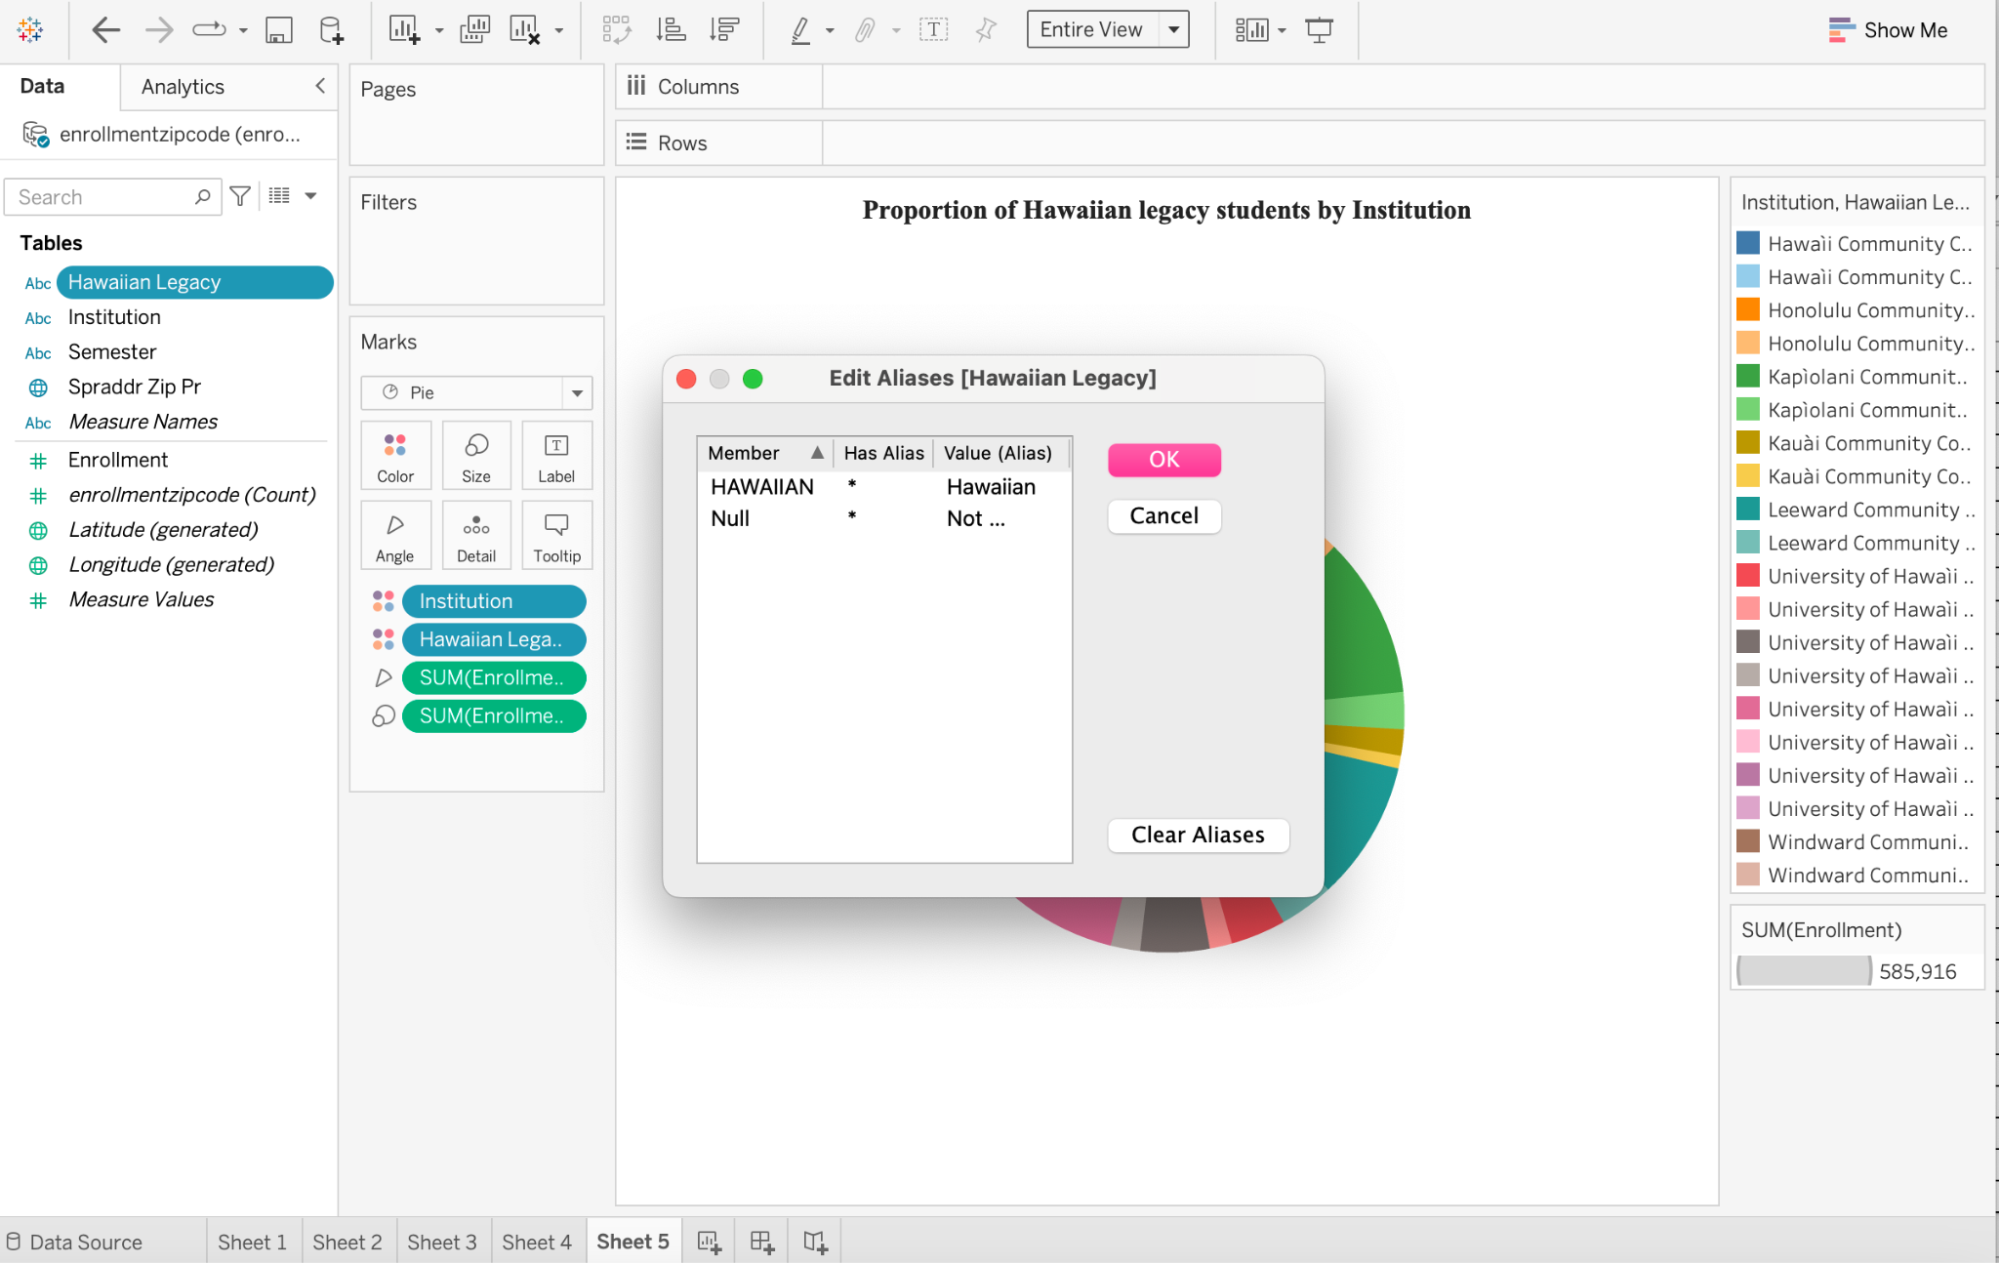 Entire View
Show Me
Data
Analytics
Pages
Columns
enrollmentzipcode (enro...
Rows
Search
Filters
Proportion of Hawaiian legacy students by Institution
Institution, Hawaiian Le...
Tables
Abc Hawaiian Legacy
Abc Institution
Abc Semester
Spraddr Zip Pr
Abc Measure Names
Enrollment
enrollmentzipcode (Count)
Latitude (generated)
Longitude (generated)
Measure Values
Marks
Pie
Color
Size
T
Label
Angle
Detail
Tooltip
Institution
Hawaiian Lega..
SUM(Enrollme..
SUM(Enrollme..
Edit Aliases [Hawaiian Legacy]
Member Has Alias Value (Alias)
HAWAIIAN * Hawaiian
Null * Not ...
OK
Cancel
Clear Aliases
Hawaìi Community C..
Hawaìi Community C..
Honolulu Community..
Honolulu Community..
Kapìolani Communit..
Kapìolani Communit..
Kauài Community Co..
Kauài Community Co..
Leeward Community ..
Leeward Community ..
University of Hawaìi ..
University of Hawaìi ..
University of Hawaìi ..
University of Hawaìi ..
University of Hawaìi ..
University of Hawaìi ..
University of Hawaìi ..
University of Hawaìi ..
Windward Communi..
Windward Communi..
SUM(Enrollment)
585,916
Data Source
Sheet 1
Sheet 2
Sheet 3
Sheet 4
Sheet 5